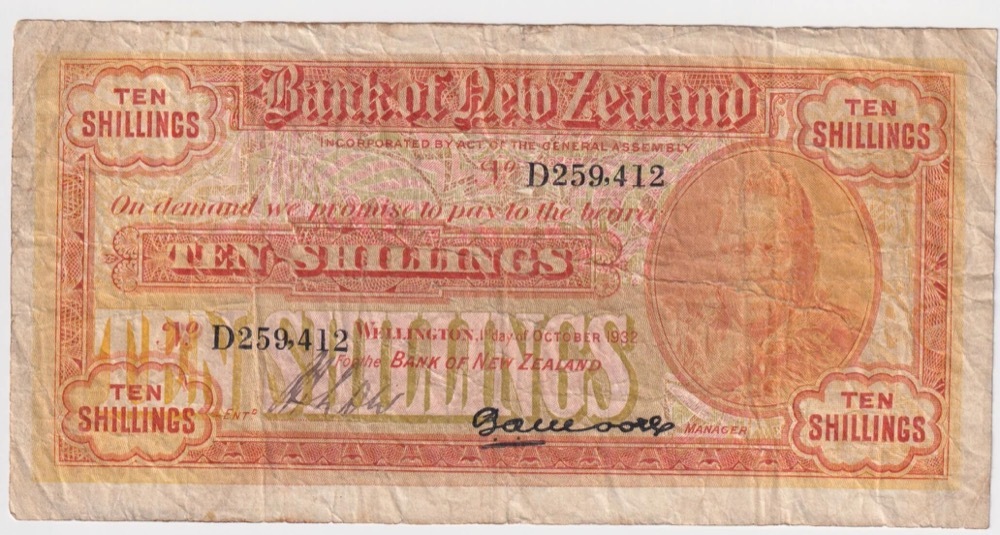 TEN SHILLINGS
Bank of New Zealand
TEN SHILLINGS
INCORPORATED BY ACT OF THE GENERAL ASSEMBLY
No D259,412
On demand we promise to pay to the bearer
TEN SHILLINGS
TEN SHILLINGS
No D259,412 WELLINGTON, 1st day of OCTOBER 1932
For the BANK OF NEW ZEALAND
TEN SHILLINGS
MANAGER
TEN SHILLINGS